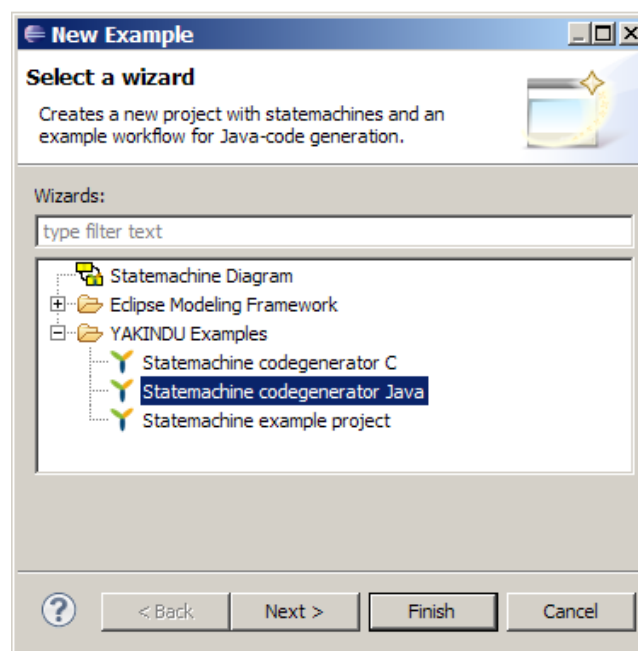 New Example
Select a wizard
Creates a new project with statemachines and an
example workflow for Java-code generation.
Wizards:
type filter text
Statemachine Diagram
Eclipse Modeling Framework
YAKINDU Examples
Statemachine codegenerator C
Statemachine codegenerator Java
Statemachine example project
?
< Back Next > Finish Cancel